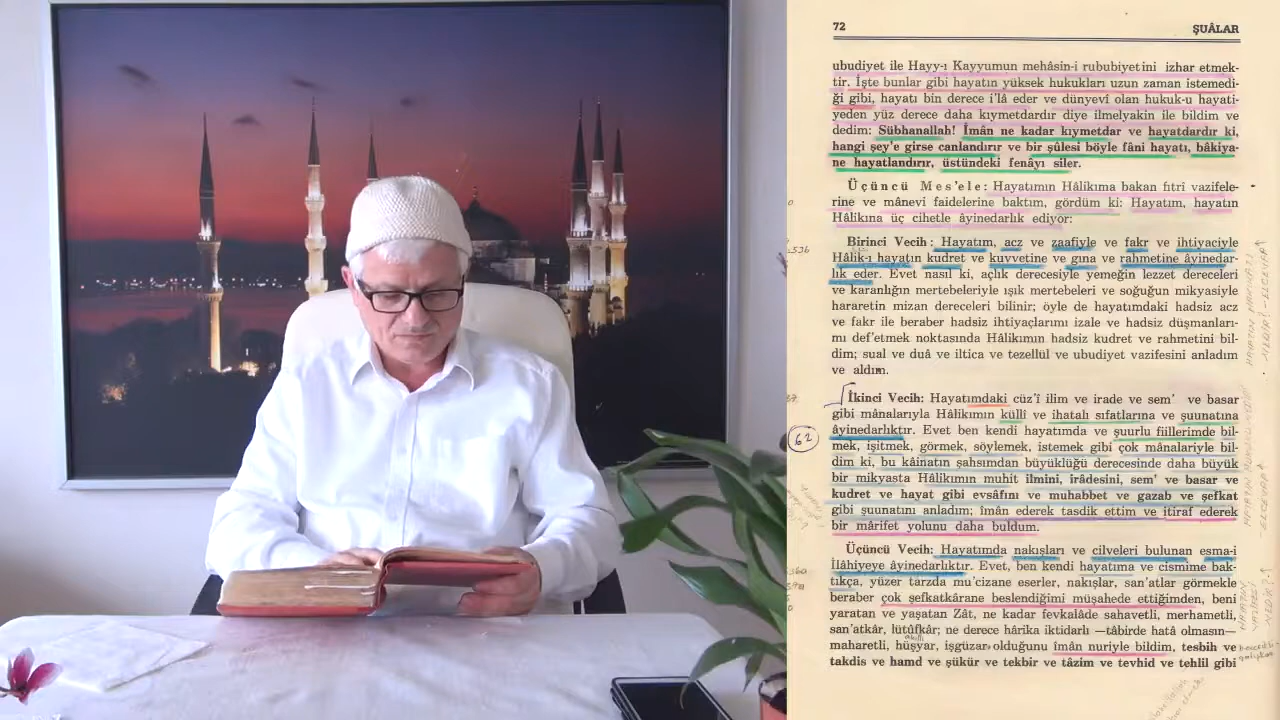 72 ŞUÂLAR
ubudiyet ile Hayy-ı Kayyumun mehâsin-i rububiyetini izhar etmek-
tir. İşte bunlar gibi hayatın yüksek hukukları uzun zaman istemedi-
ği gibi, hayatı bin derece i'lâ eder ve dünyevî olan hukuk-u hayati-
yeden yüz derece daha kıymetdardır diye ilmelyakin ile bildim ve
dedim: Sübhanallah! Îmân ne kadar kıymetdar ve hayatdardır ki,
hangi şey'e girse canlandırır ve bir şûlesi böyle fâni hayatı, bâkiya-
ne hayatlandırır, üstündeki fenâyı siler.
Üçüncü Mes'ele: Hayatımın Hâlikıma bakan fıtri vazifele-
rine ve mânevi faidelerine baktım, gördüm ki: Hayatım, hayatın
Hâlikına üç cihetle âyinedarlık ediyor:
Birinci Vecih: Hayatım, acz ve zaafiyle ve fakr ve ihtiyaciyle
Hâlik-ı hayatın kudret ve kuvvetine ve gına ve rahmetine âyinedar-
lık eder. Evet nasıl ki, açlık derecesiyle yemeğin lezzet dereceleri
ve karanlığın mertebeleriyle ışık mertebeleri ve soğuğun mikyasiyle
hararetin mizan dereceleri bilinir; öyle de hayatımdaki hadsiz acz
ve fakr ile beraber hadsiz ihtiyaçlarımı izale ve hadsiz düşmanları-
mı def'etmek noktasında Hâlikımın hadsiz kudret ve rahmetini bil-
dim; sual ve duâ ve iltica ve tezellül ve ubudiyet vazifesini anladım
ve aldım.
İkinci Vecih: Hayatımdaki cüz'î ilim ve irade ve sem' ve basar
gibi mânalarıyla Hâlikımın küllî ve ihatalı sıfatlarına ve şuunatına
âyinedarlıktır. Evet ben kendi hayatımda ve şuurlu fiillerimde bil-
62
mek, işitmek, görmek, söylemek, istemek gibi çok mânalariyle bil-
dim ki, bu kâinatın şahsımdan büyüklüğü derecesinde daha büyük
bir mikyasta Hâlikımın muhit ilmini, irâdesini, sem' ve basar ve
kudret ve hayat gibi evsâfını ve muhabbet ve gazab ve şefkat
gibi şuunatını anladım; îmân ederek tasdik ettim ve itiraf ederek
bir mârifet yolunu daha buldum.
Üçüncü Vecih: Hayatımda nakışları ve cilveleri bulunan esma-i
İlâhiyeye âyinedarlıktır. Evet, ben kendi hayatıma ve cismime bak-
tıkça, yüzer tarzda mu'cizane eserler, nakışlar, san'atlar görmekle
beraber çok şefkatkârane beslendiğimi müşahede ettiğimden, beni
yaratan ve yaşatan Zât, ne kadar fevkalâde sahavetli, merhametli,
san'atkâr, lütûfkâr; ne derece hârika iktidarlı —tâbirde hatâ olmasın—
maharetli, hüşyar, işgüzar olduğunu îmân nuriyle bildim, tesbih ve
takdis ve hamd ve şükür ve tekbir ve tâzim ve tevhid ve tehlil gibi